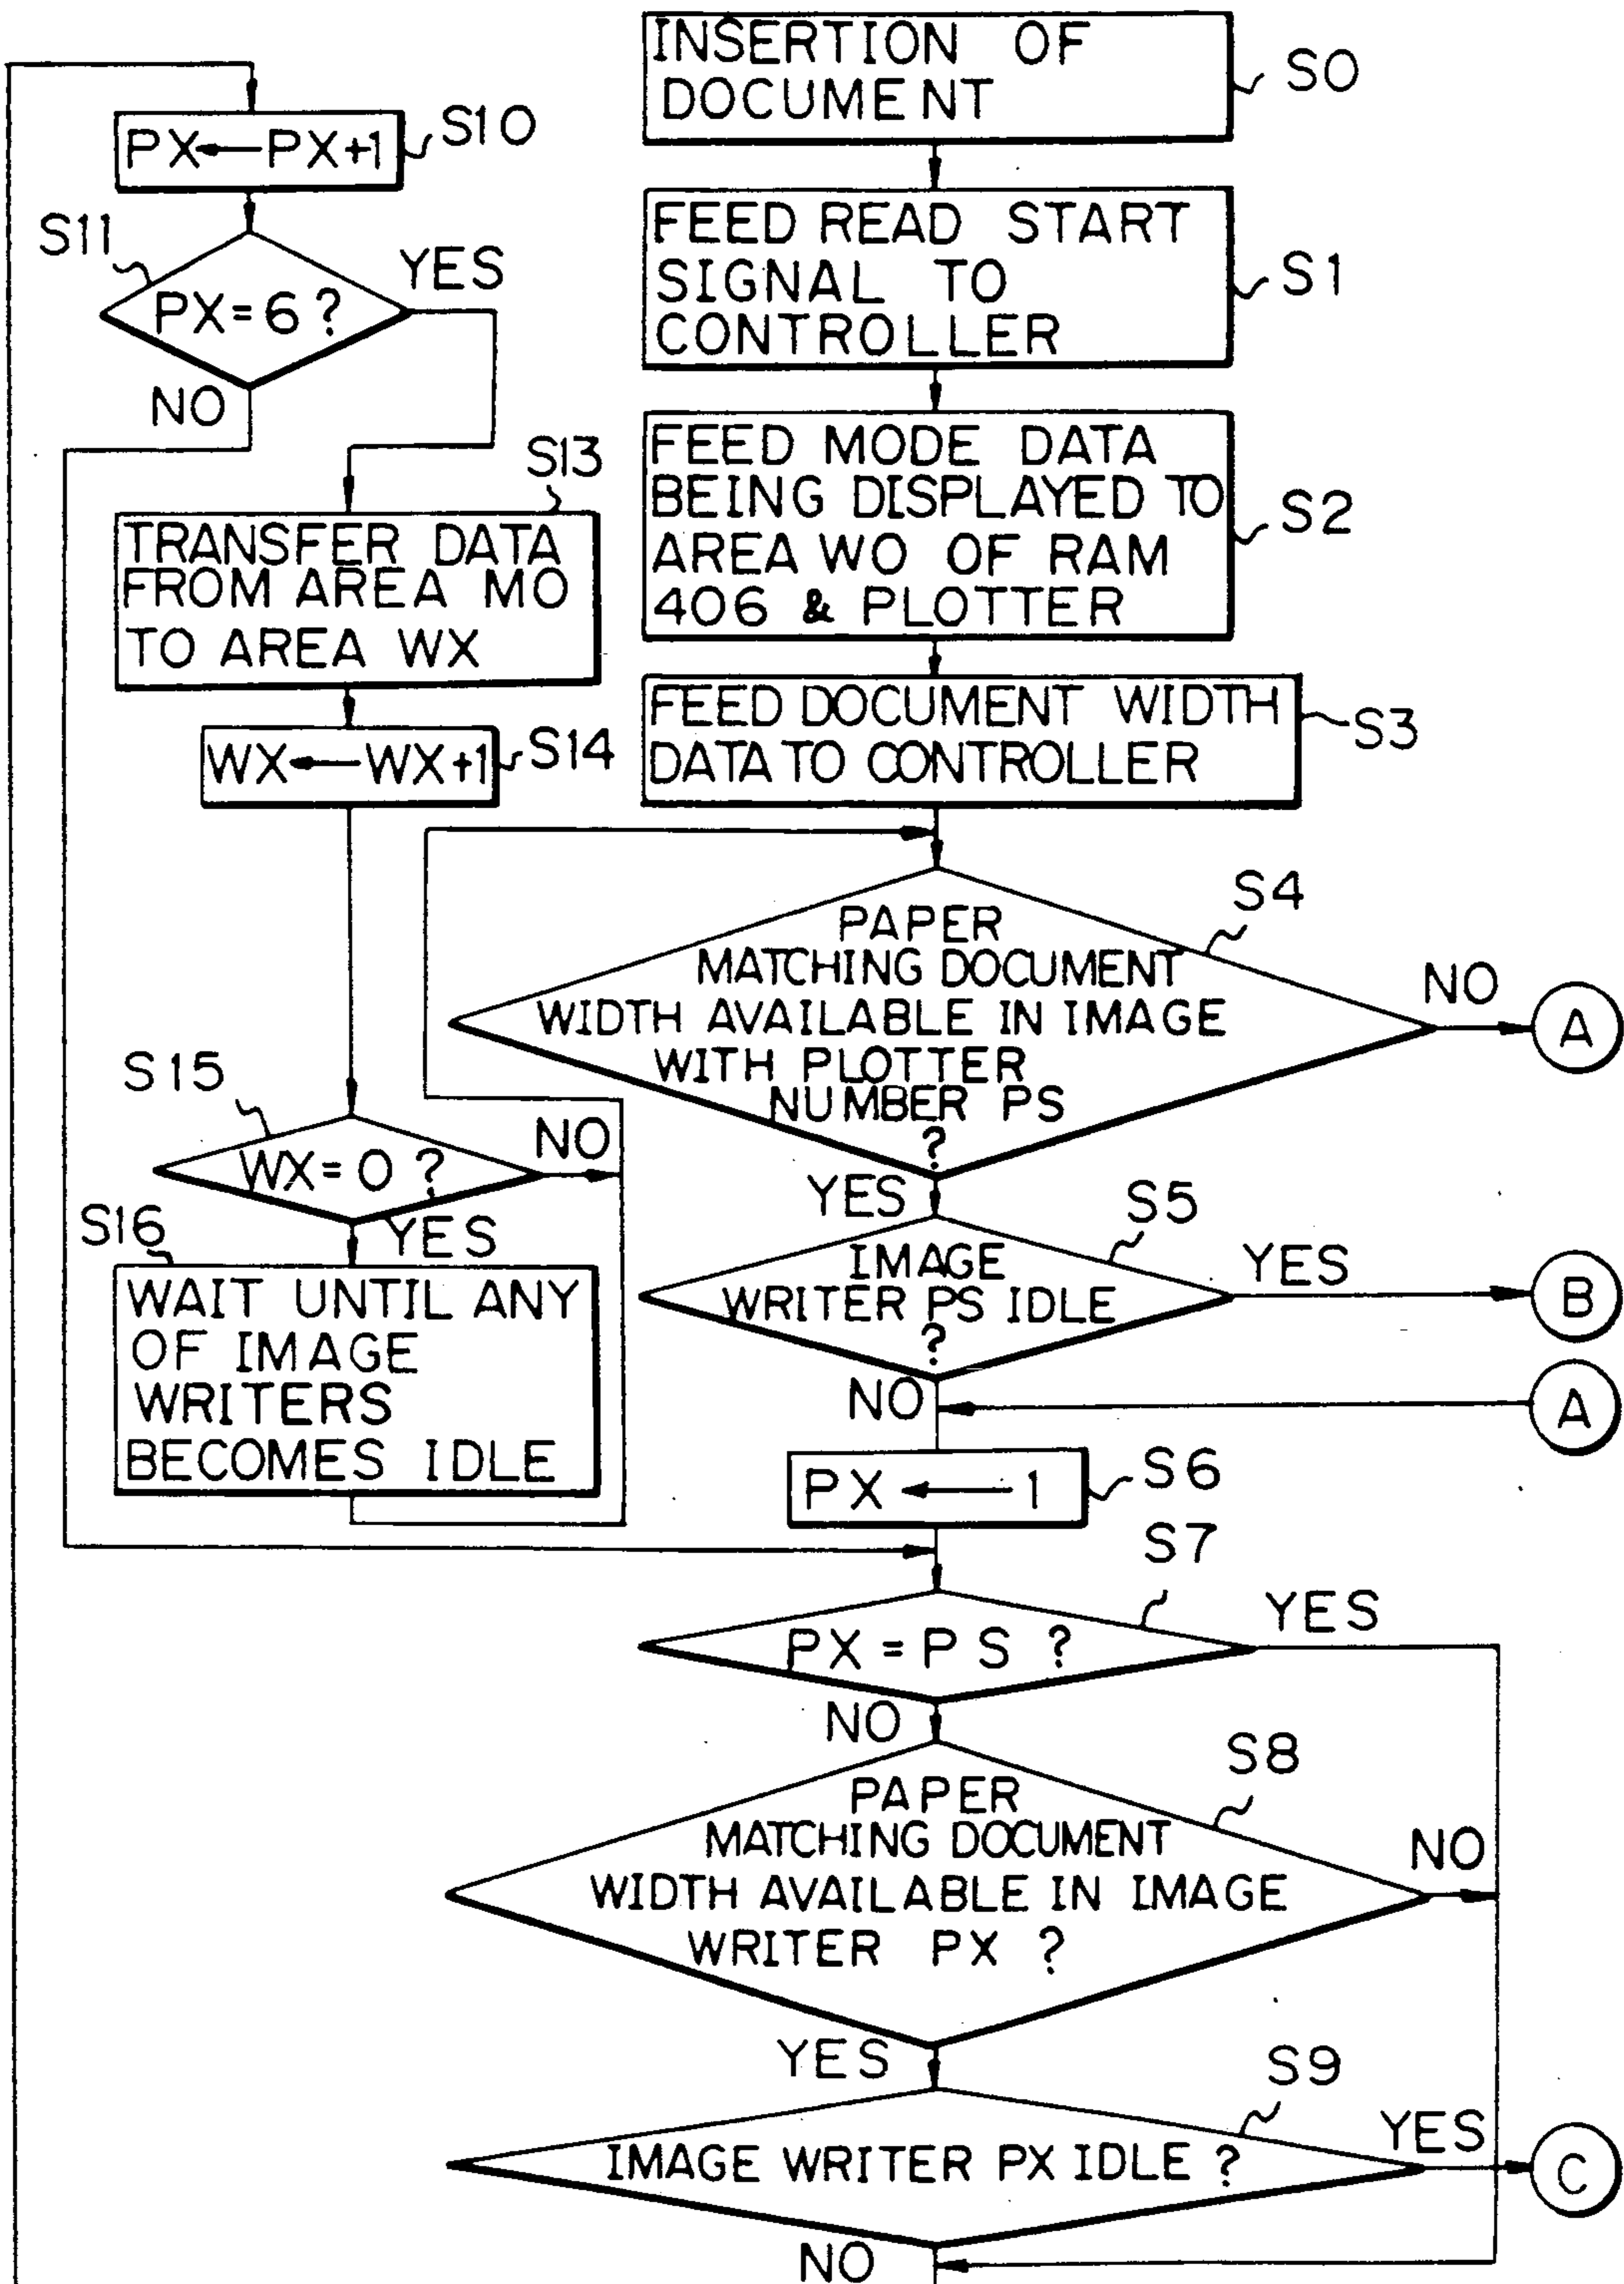 INSERTION OF
DOCUMENT
S0
FEED READ START
SIGNAL TO
CONTROLLER
S1
FEED MODE DATA
BEING DISPLAYED TO
AREA W0 OF RAM
406 & PLOTTER
S2
FEED DOCUMENT WIDTH
DATA TO CONTROLLER
S3
PAPER
MATCHING DOCUMENT
WIDTH AVAILABLE IN IMAGE
WITH PLOTTER
NUMBER PS
?
S4
NO
A
YES
IMAGE
WRITER PS IDLE
?
S5
YES
B
NO
A
PX ← 1
S6
PX = PS ?
S7
YES
NO
PAPER
MATCHING DOCUMENT
WIDTH AVAILABLE IN IMAGE
WRITER PX ?
S8
NO
YES
IMAGE WRITER PX IDLE ?
S9
YES
C
NO
PX ← PX+1
S10
S11
PX = 6 ?
YES
NO
S13
TRANSFER DATA
FROM AREA M0
TO AREA WX
WX ← WX+1
S14
S15
WX = 0 ?
NO
YES
S16
WAIT UNTIL ANY
OF IMAGE
WRITERS
BECOMES IDLE